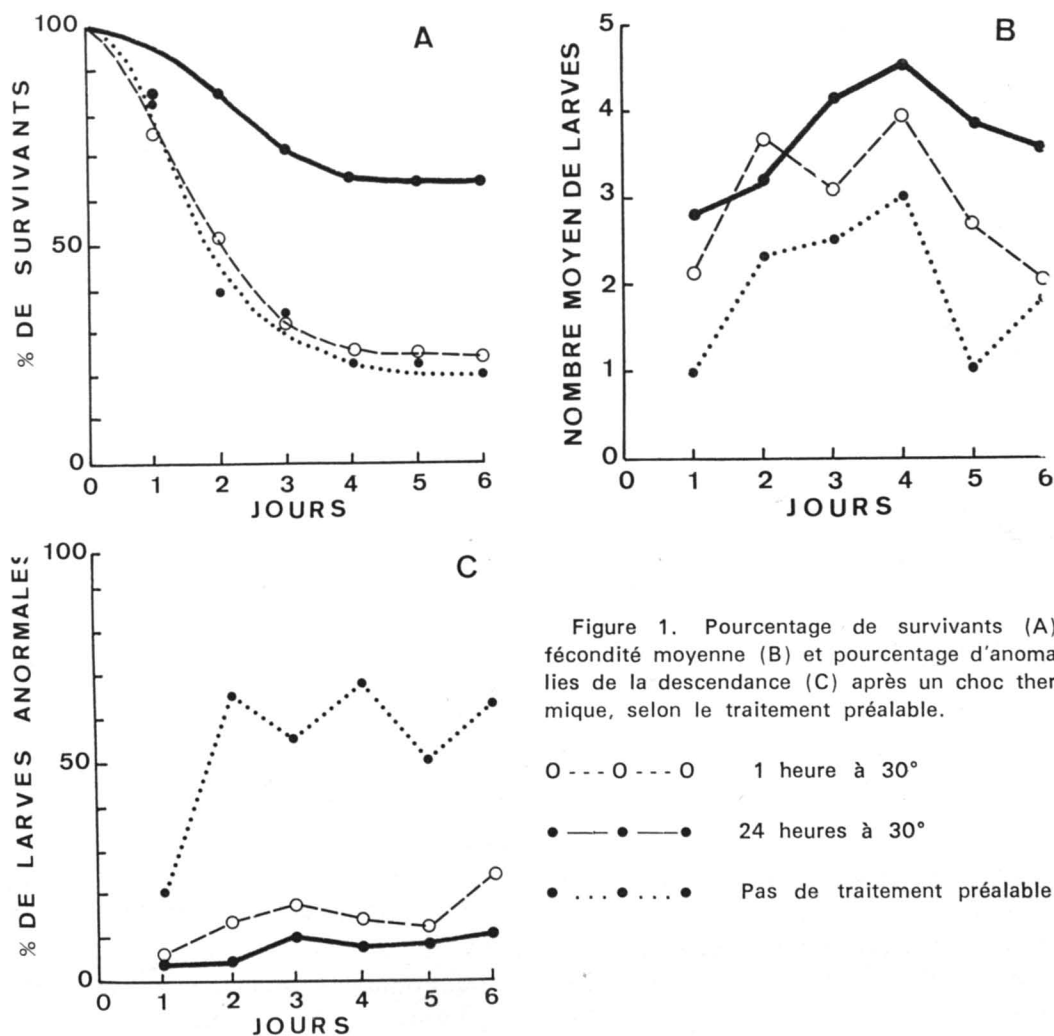 A
100
50
0
% DE SURVIVANTS
0 1 2 3 4 5 6
JOURS
B
5
4
3
2
1
0
NOMBRE MOYEN DE LARVES
0 1 2 3 4 5 6
JOURS
C
100
50
0
% DE LARVES ANORMALES
0 1 2 3 4 5 6
JOURS
Figure 1. Pourcentage de survivants (A)
fécondité moyenne (B) et pourcentage d'anoma
lies de la descendance (C) après un choc ther
mique, selon le traitement préalable.
1 heure à 30°
24 heures à 30°
Pas de traitement préalable